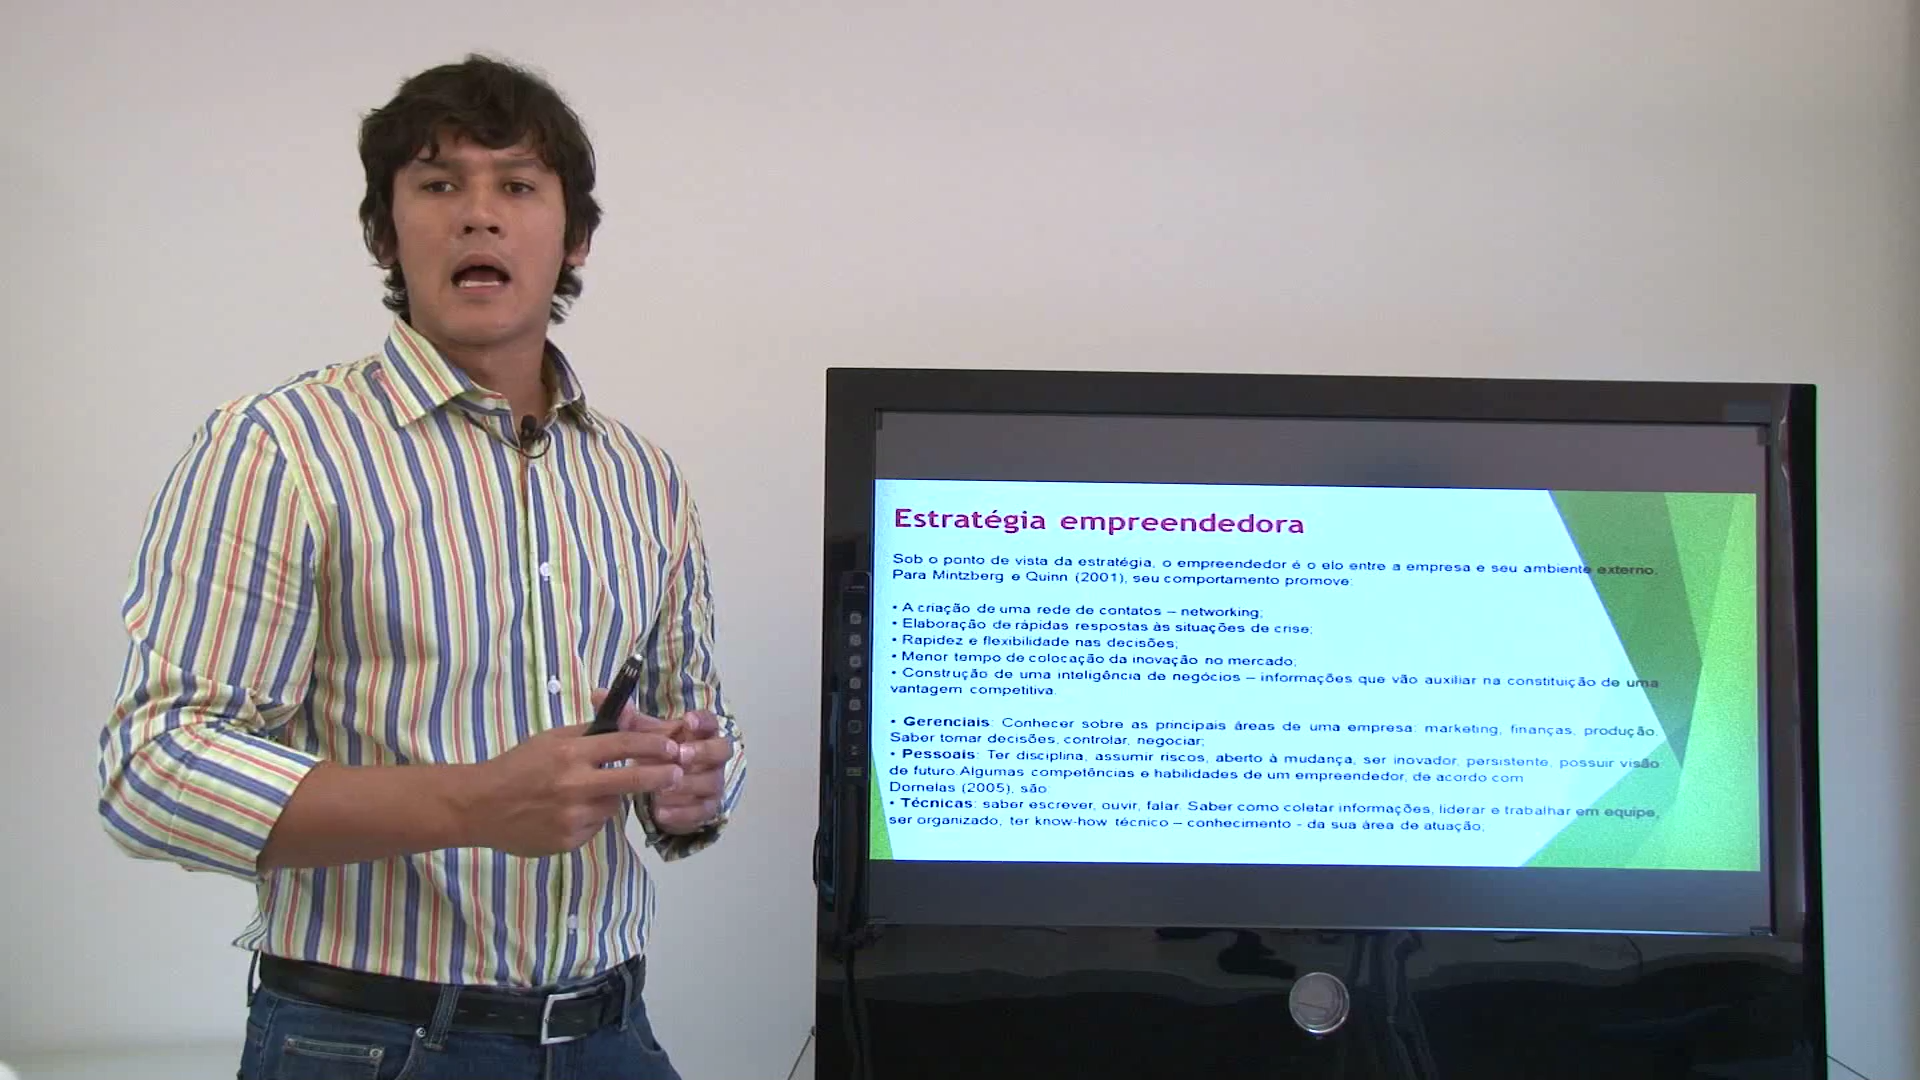 Estratégia empreendedora
Sob o ponto de vista da estratégia, o empreendedor é o elo entre a empresa e seu ambiente externo.
Para Mintzberg e Quinn (2001), seu comportamento promove:
• A criação de uma rede de contatos – networking;
• Elaboração de rápidas respostas às situações de crise;
• Rapidez e flexibilidade nas decisões;
• Menor tempo de colocação da inovação no mercado;
• Construção de uma inteligência de negócios – informações que vão auxiliar na constituição de uma
vantagem competitiva.
• Gerenciais: Conhecer sobre as principais áreas de uma empresa: marketing, finanças, produção.
Saber tomar decisões, controlar, negociar;
• Pessoais: Ter disciplina, assumir riscos, aberto à mudança, ser inovador, persistente, possuir visão
de futuro.Algumas competências e habilidades de um empreendedor, de acordo com
Dornelas (2005), são:
• Técnicas: saber escrever, ouvir, falar. Saber como coletar informações, liderar e trabalhar em equipe,
ser organizado, ter know-how técnico – conhecimento - da sua área de atuação;